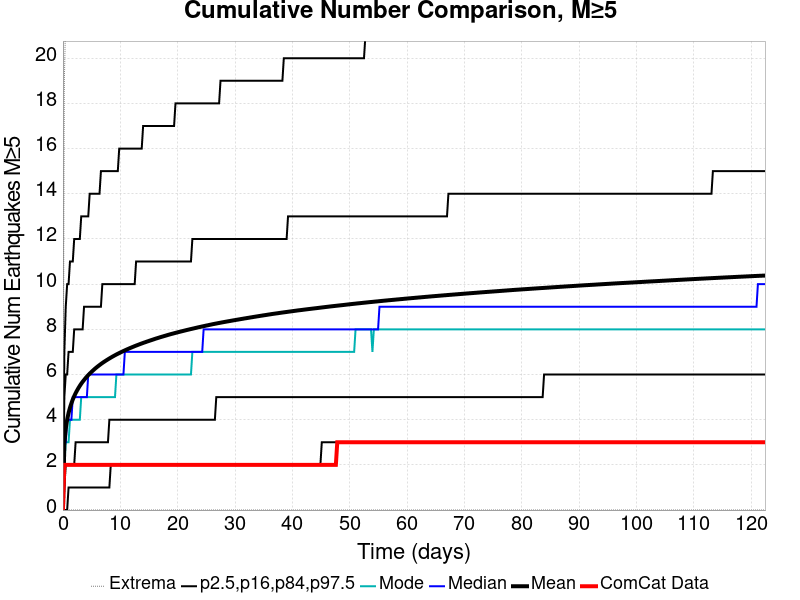 Cumulative Number Comparison, M≥5
Cumulative Num Earthquakes M≥5
20
18
16
14
12
10
8
6
4
2
0
0 10 20 30 40 50 60 70 80 90 100 110 120
Time (days)
Extrema p2.5,p16,p84,p97.5 Mode Median Mean ComCat Data